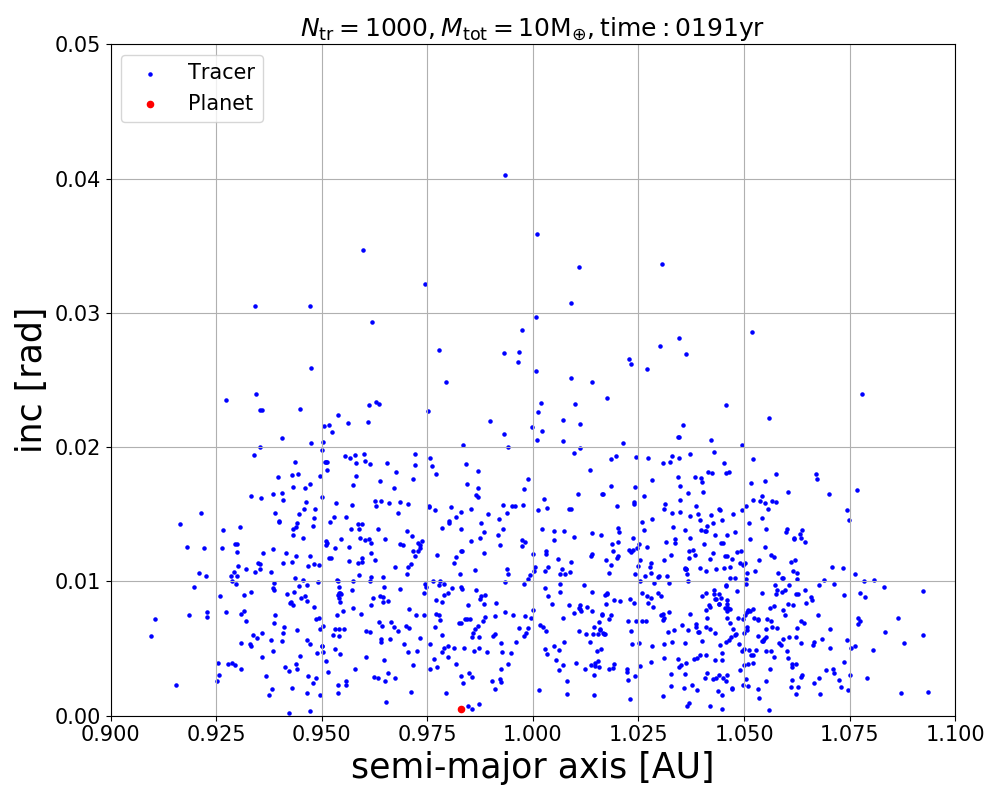 N_tr = 1000, M_tot = 10M_⊕, time : 0191yr
0.05
Tracer
Planet
0.04
0.03
inc [rad]
0.02
0.01
0.00
0.900 0.925 0.950 0.975 1.000 1.025 1.050 1.075 1.100
semi-major axis [AU]